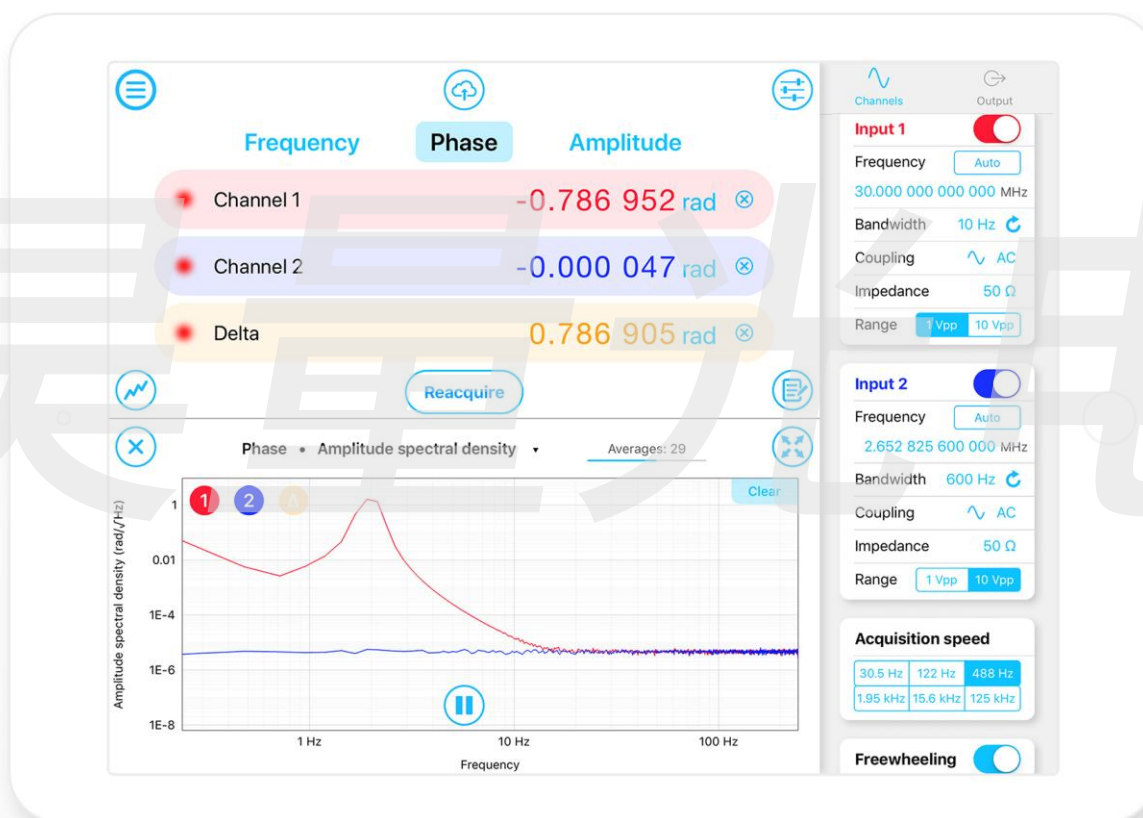 Frequency Phase Amplitude
Channel 1 -0.786 952 rad
Channel 2 -0.000 047 rad
Delta 0.786 905 rad
Reacquire
Phase • Amplitude spectral density ▾ Averages: 29
Clear
1 2 Δ
Amplitude spectral density (rad/√Hz)
1
0.01
1E-4
1E-6
1E-8
1 Hz 10 Hz 100 Hz
Frequency
Channels Output
Input 1
Frequency Auto
30.000 000 000 000 MHz
Bandwidth 10 Hz
Coupling AC
Impedance 50 Ω
Range 1 Vpp 10 Vpp
Input 2
Frequency Auto
2.652 825 600 000 MHz
Bandwidth 600 Hz
Coupling AC
Impedance 50 Ω
Range 1 Vpp 10 Vpp
Acquisition speed
30.5 Hz 122 Hz 488 Hz
1.95 kHz 15.6 kHz 125 kHz
Freewheeling
量光电